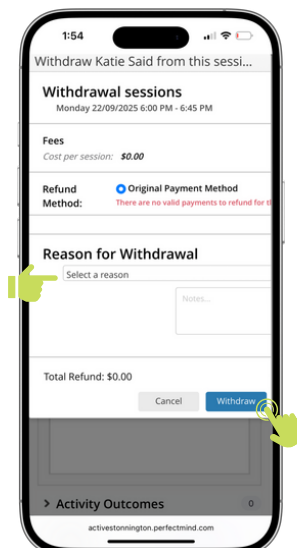 1:54
Withdraw Katie Said from this sessi...
Withdrawal sessions
Monday 22/09/2025 6:00 PM - 6:45 PM
Fees
Cost per session: $0.00
Refund Method:
Original Payment Method
There are no valid payments to refund for th
Reason for Withdrawal
Select a reason
Notes...
Total Refund: $0.00
Cancel Withdraw
> Activity Outcomes 0
activestonnington.perfectmind.com